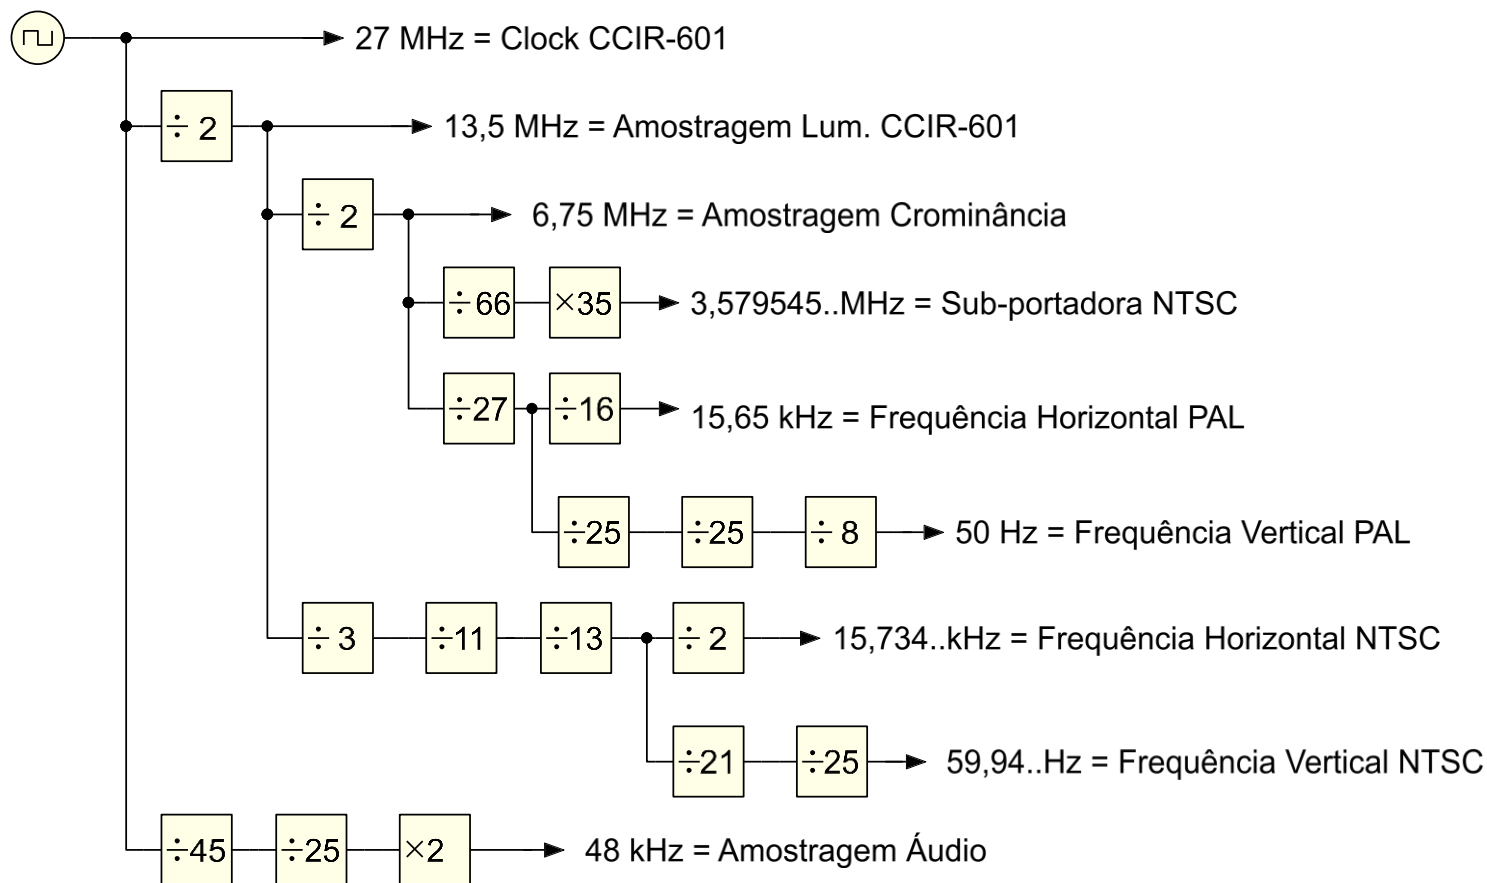 27 MHz = Clock CCIR-601
÷ 2
13,5 MHz = Amostragem Lum. CCIR-601
÷ 2
6,75 MHz = Amostragem Crominância
÷66 ×35 3,579545..MHz = Sub-portadora NTSC
÷27 ÷16 15,65 kHz = Frequência Horizontal PAL
÷25 ÷25 ÷ 8 50 Hz = Frequência Vertical PAL
÷ 3 ÷11 ÷13 ÷ 2 15,734..kHz = Frequência Horizontal NTSC
÷21 ÷25 59,94..Hz = Frequência Vertical NTSC
÷45 ÷25 ×2 48 kHz = Amostragem Áudio